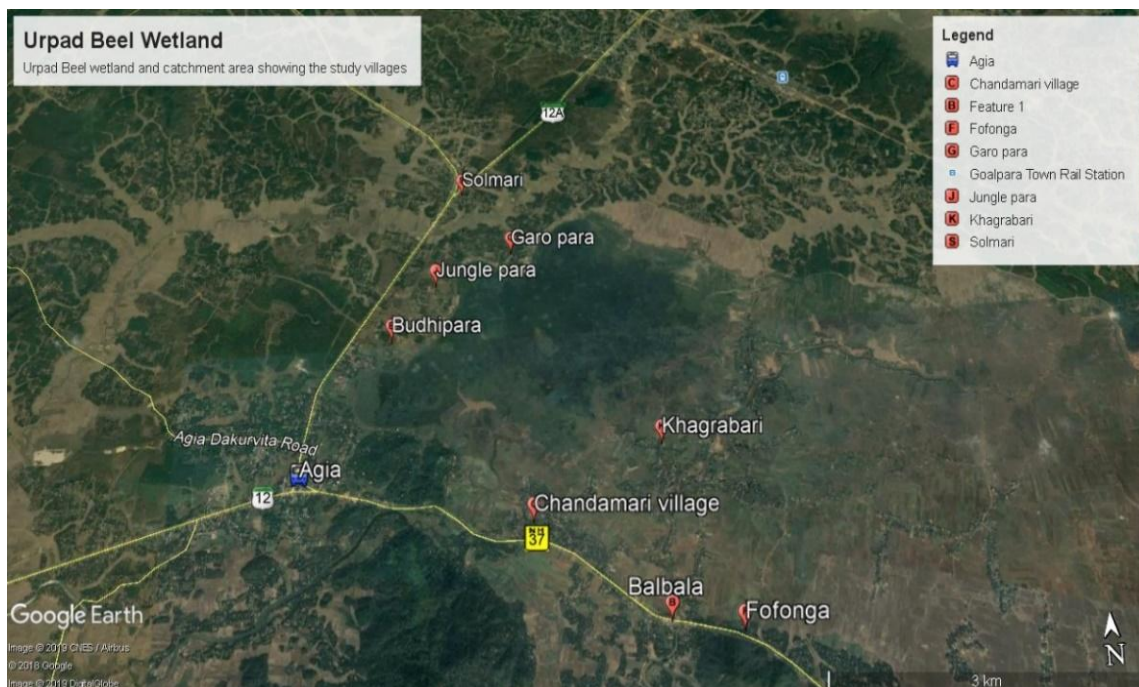 Urpad Beel Wetland
Urpad Beel wetland and catchment area showing the study villages
Legend
Agia
C Chandamari village
B Feature 1
F Fofonga
G Garo para
Goalpara Town Rail Station
J Jungle para
K Khagrabari
S Solmari
12A
Solmari
Garo para
Jungle para
Budhipara
Khagrabari
Agia Dakurvita Road
Agia
12
Chandamari village
37
Balbala
B
Fofonga
Google Earth
Image © 2019 CNES / Airbus
© 2018 Google
Image © 2019 DigitalGlobe
N
3 km